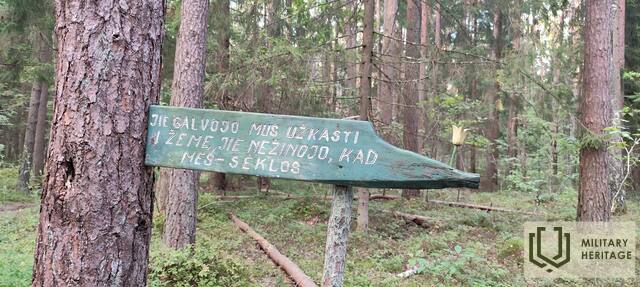 JIE GALVOJO MUS UŽKASTI
Į ŽEMĘ, JIE NEŽINOJO, KAD
MES-SĖKLOS
MILITARY
HERITAGE